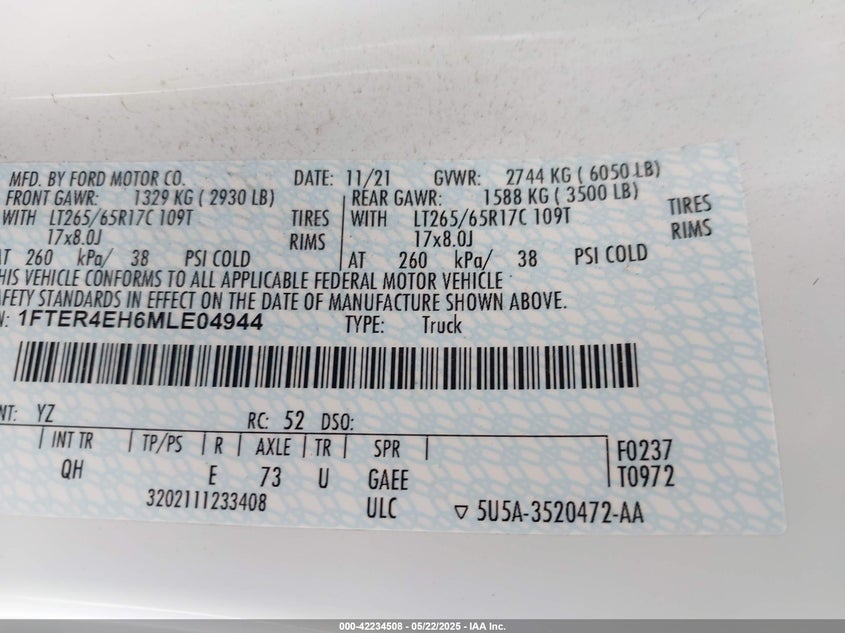 MFD. BY FORD MOTOR CO. DATE: 11/21 GVWR: 2744 KG ( 6050 LB)
FRONT GAWR: 1329 KG ( 2930 LB) REAR GAWR: 1588 KG ( 3500 LB)
WITH LT265/65R17C 109T TIRES WITH LT265/65R17C 109T TIRES
17x8.0J RIMS 17x8.0J RIMS
AT 260 kPa/ 38 PSI COLD AT 260 kPa/ 38 PSI COLD
THIS VEHICLE CONFORMS TO ALL APPLICABLE FEDERAL MOTOR VEHICLE
SAFETY STANDARDS IN EFFECT ON THE DATE OF MANUFACTURE SHOWN ABOVE.
N: 1FTER4EH6MLE04944 TYPE: Truck
NT: YZ RC: 52 DSO:
INT TR TP/PS R AXLE TR SPR F0237
QH E 73 U GAEE T0972
3202111233408 ULC 5U5A-3520472-AA
000-42234508 - 05/22/2025 - IAA Inc.